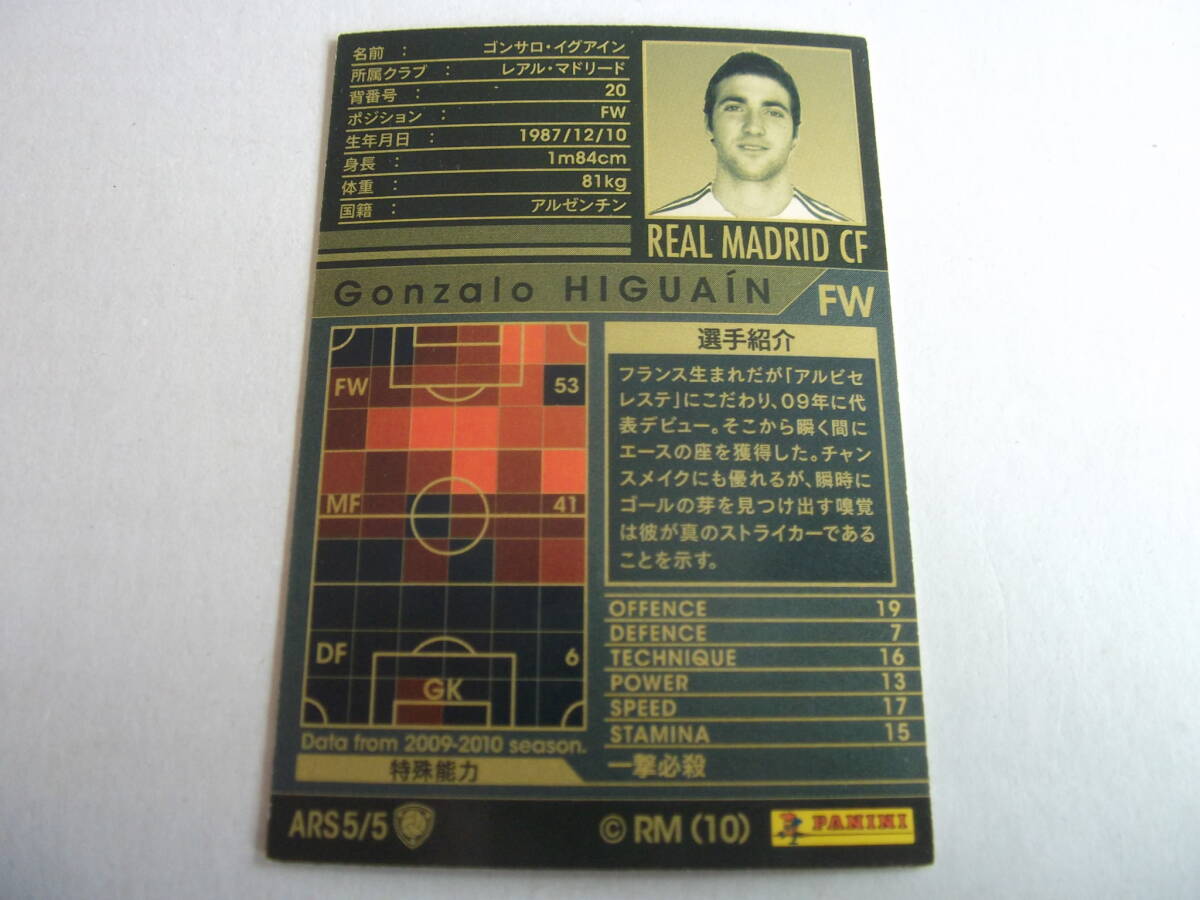 名前 : ゴンサロ・イグアイン
所属クラブ : レアル・マドリード
背番号 : 20
ポジション : FW
生年月日 : 1987/12/10
身長 : 1m84cm
体重 : 81kg
国籍 : アルゼンチン
REAL MADRID CF
Gonzalo HIGUAÍN
FW
FW 53
MF 41
DF 6
GK
Data from 2009-2010 season.
特殊能力
選手紹介
フランス生まれだが「アルビセ
レステ」にこだわり、09年に代
表デビュー。そこから瞬く間に
エースの座を獲得した。チャン
スメイクにも優れるが、瞬時に
ゴールの芽を見つけ出す嗅覚
は彼が真のストライカーである
ことを示す。
OFFENCE 19
DEFENCE 7
TECHNIQUE 16
POWER 13
SPEED 17
STAMINA 15
一撃必殺
ARS 5/5
© RM (10)
PANINI